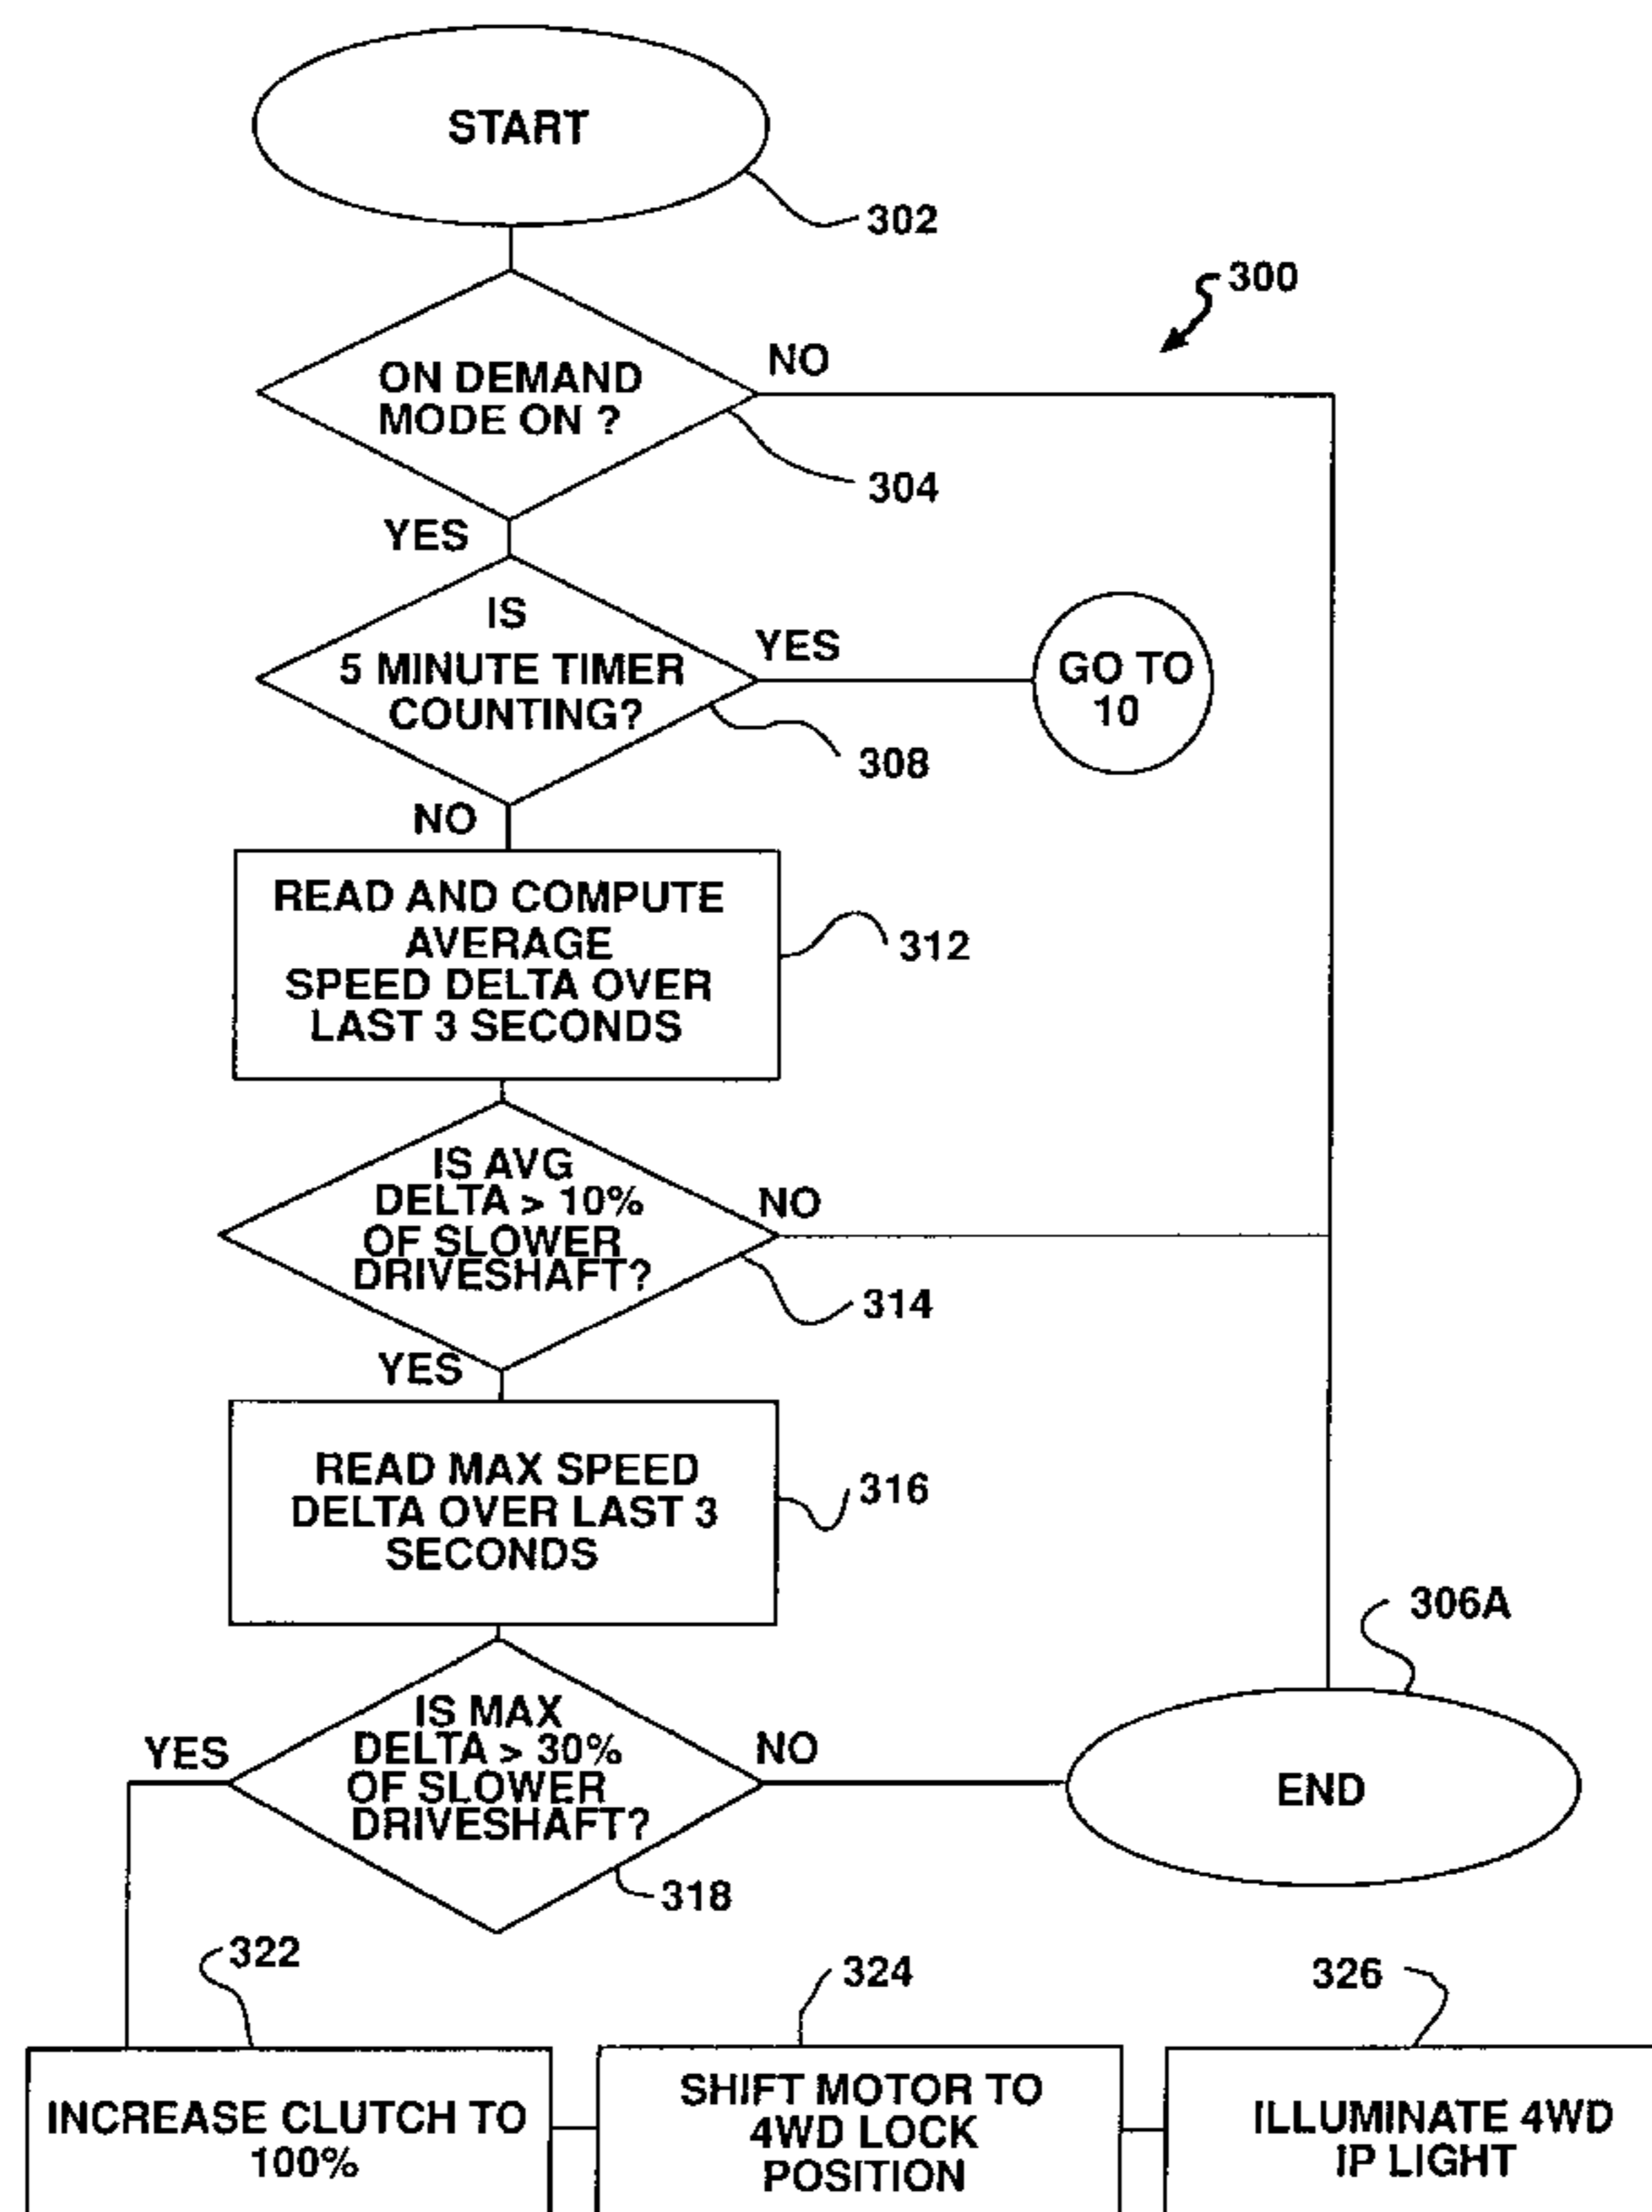 START
302
300
ON DEMAND
MODE ON ?
NO
304
YES
IS
5 MINUTE TIMER
COUNTING?
YES
GO TO
10
308
NO
READ AND COMPUTE
AVERAGE
SPEED DELTA OVER
LAST 3 SECONDS
312
IS AVG
DELTA > 10%
OF SLOWER
DRIVESHAFT?
NO
314
YES
READ MAX SPEED
DELTA OVER LAST 3
SECONDS
316
306A
IS MAX
DELTA > 30%
OF SLOWER
DRIVESHAFT?
YES
NO
END
318
322
324
326
INCREASE CLUTCH TO
100%
SHIFT MOTOR TO
4WD LOCK
POSITION
ILLUMINATE 4WD
IP LIGHT